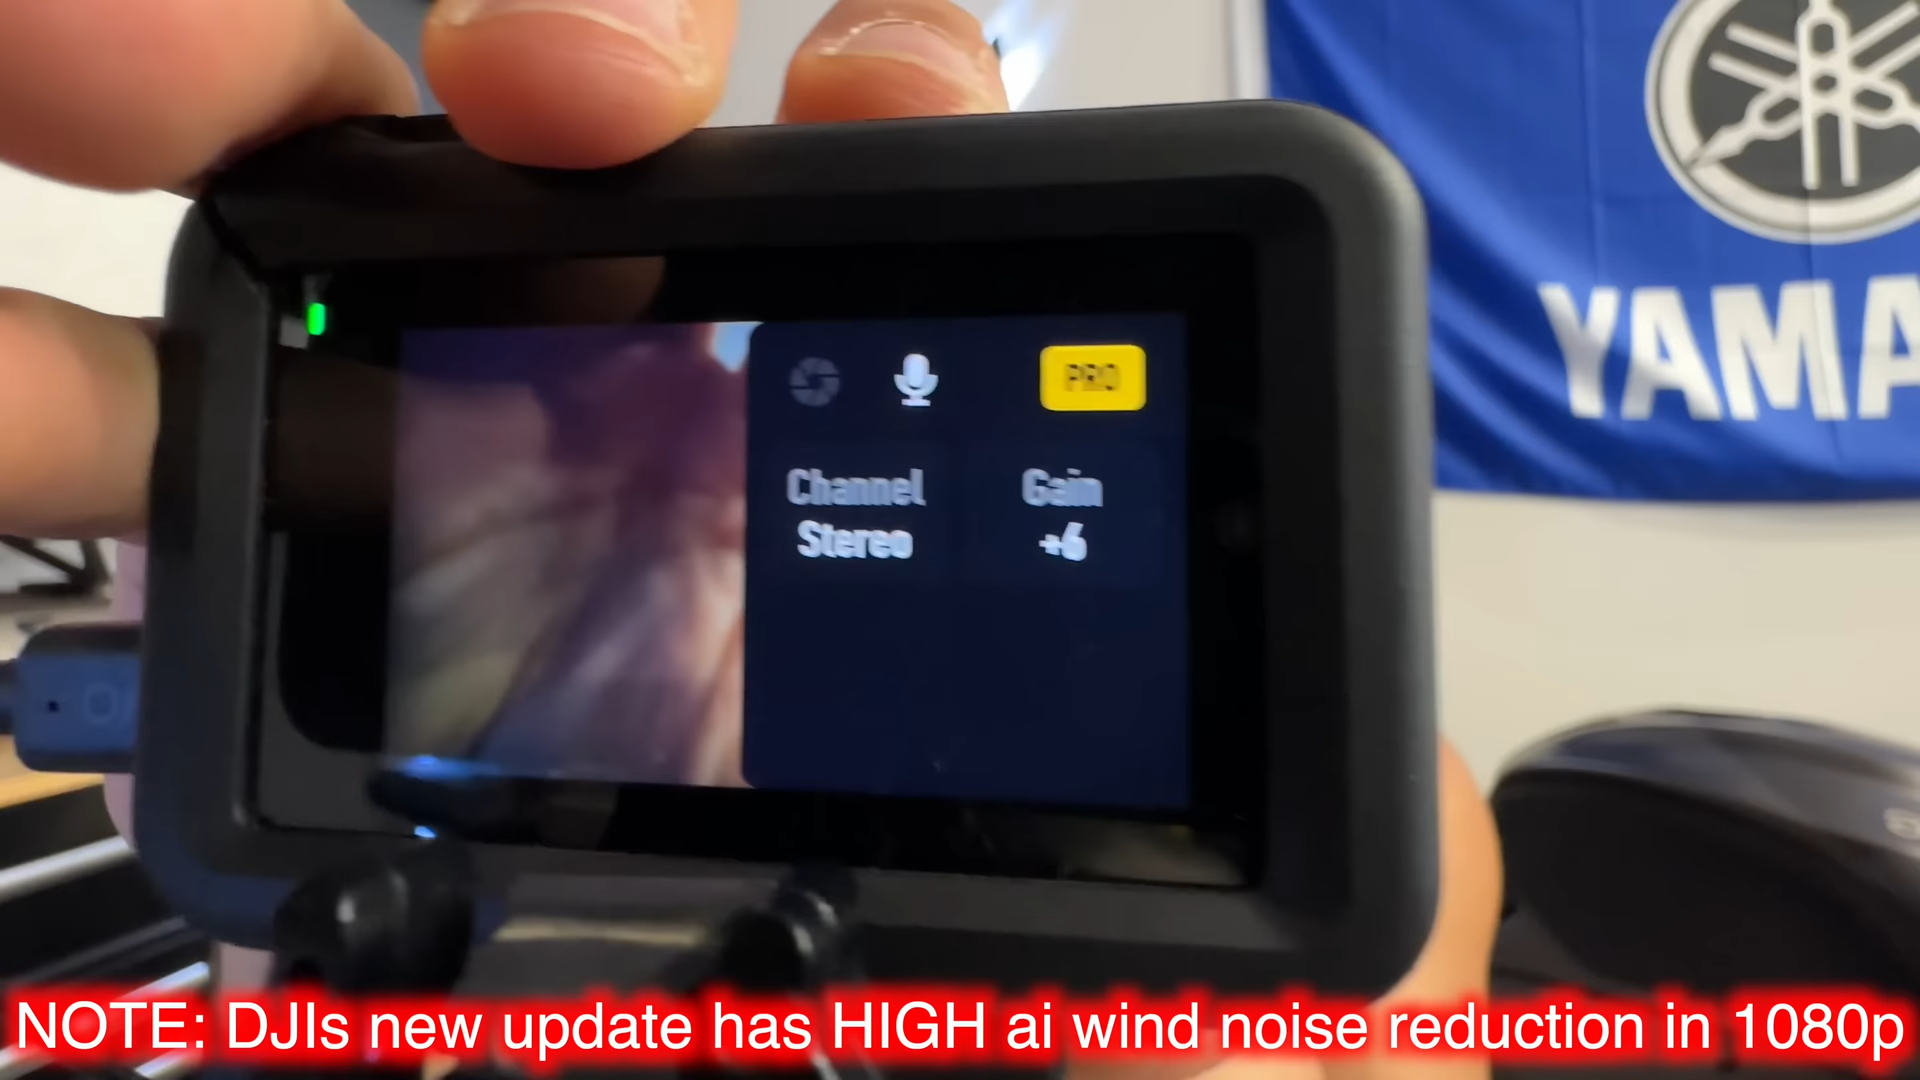 YAMA
PRO
Channel
Gain
Stereo
+6
NOTE: DJIs new update has HIGH ai wind noise reduction in 1080p